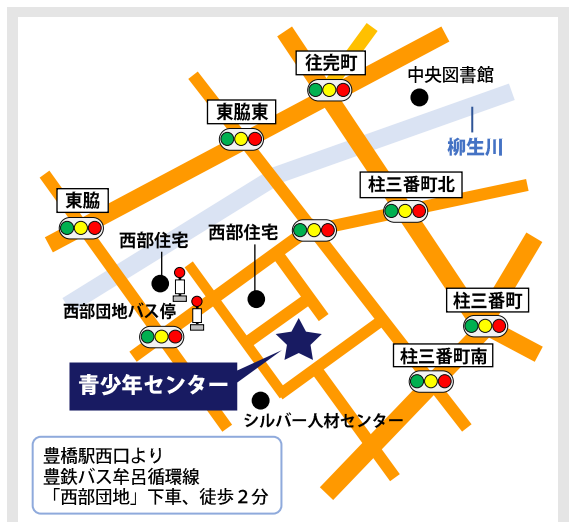 往完町
中央図書館
東脇東
柳生川
柱三番町北
東脇
西部住宅
西部住宅
柱三番町
西部団地バス停
柱三番町南
青少年センター
シルバー人材センター
豊橋駅西口より
豊鉄バス牟呂循環線
「西部団地」下車、徒歩２分